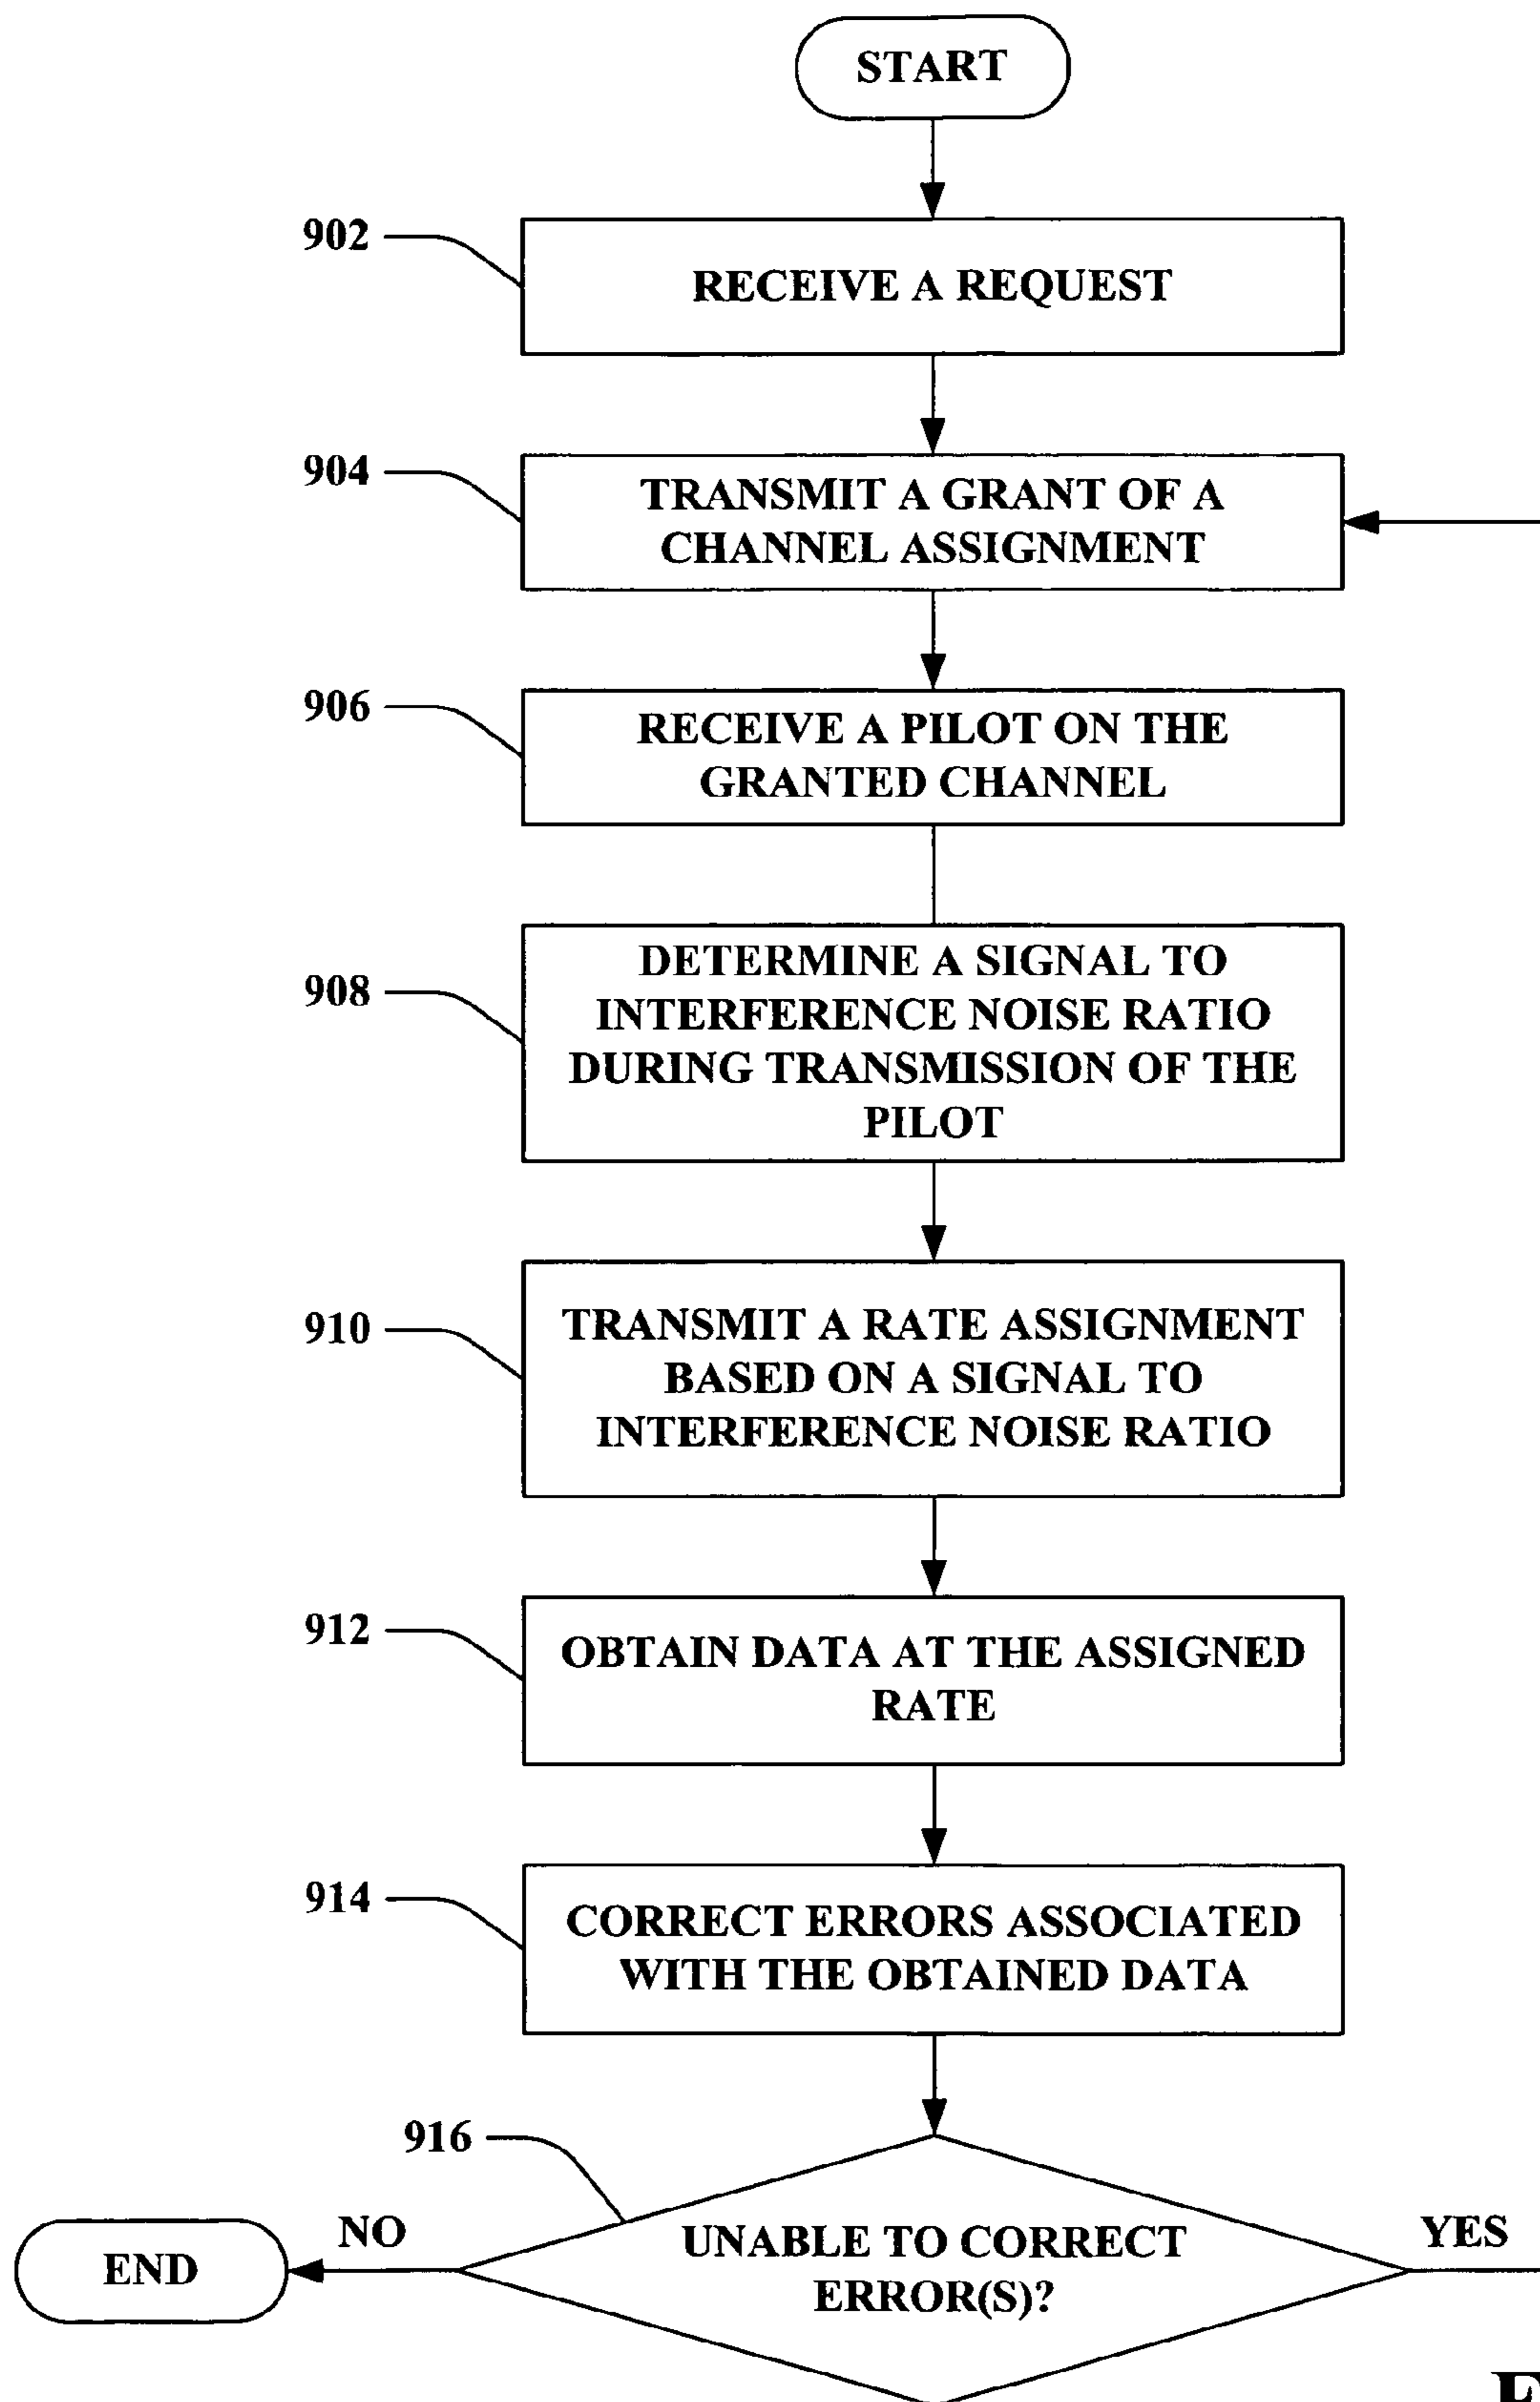 START
902
RECEIVE A REQUEST
904
TRANSMIT A GRANT OF A
CHANNEL ASSIGNMENT
906
RECEIVE A PILOT ON THE
GRANTED CHANNEL
908
DETERMINE A SIGNAL TO
INTERFERENCE NOISE RATIO
DURING TRANSMISSION OF THE
PILOT
910
TRANSMIT A RATE ASSIGNMENT
BASED ON A SIGNAL TO
INTERFERENCE NOISE RATIO
912
OBTAIN DATA AT THE ASSIGNED
RATE
914
CORRECT ERRORS ASSOCIATED
WITH THE OBTAINED DATA
916
UNABLE TO CORRECT
ERROR(S)?
NO
END
YES